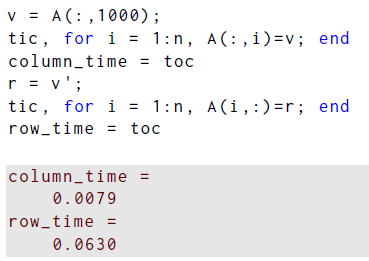 v = A(:,1000);
tic, for i = 1:n, A(:,i)=v; end
column_time = toc
r = v';
tic, for i = 1:n, A(i,:)=r; end
row_time = toc
column_time =
0.0079
row_time =
0.0630